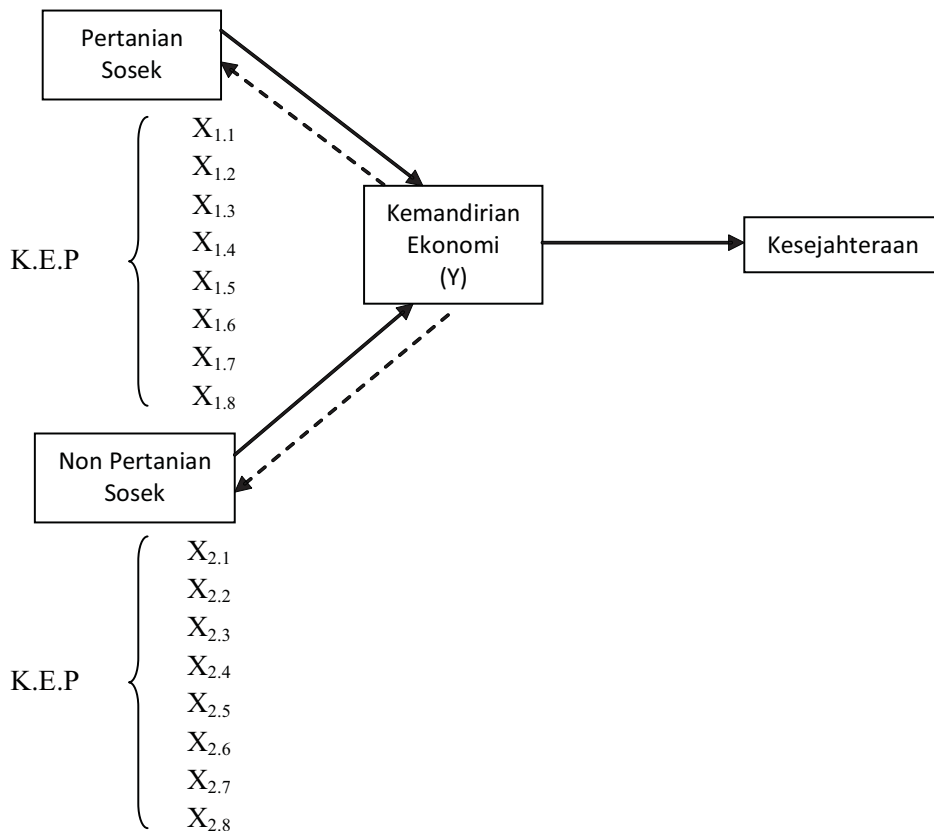 Pertanian
Sosek
X1.1
X1.2
X1.3
X1.4
K.E.P
X1.5
X1.6
X1.7
X1.8
Kemandirian
Ekonomi
(Y)
Kesejahteraan
Non Pertanian
Sosek
X2.1
X2.2
X2.3
X2.4
K.E.P
X2.5
X2.6
X2.7
X2.8